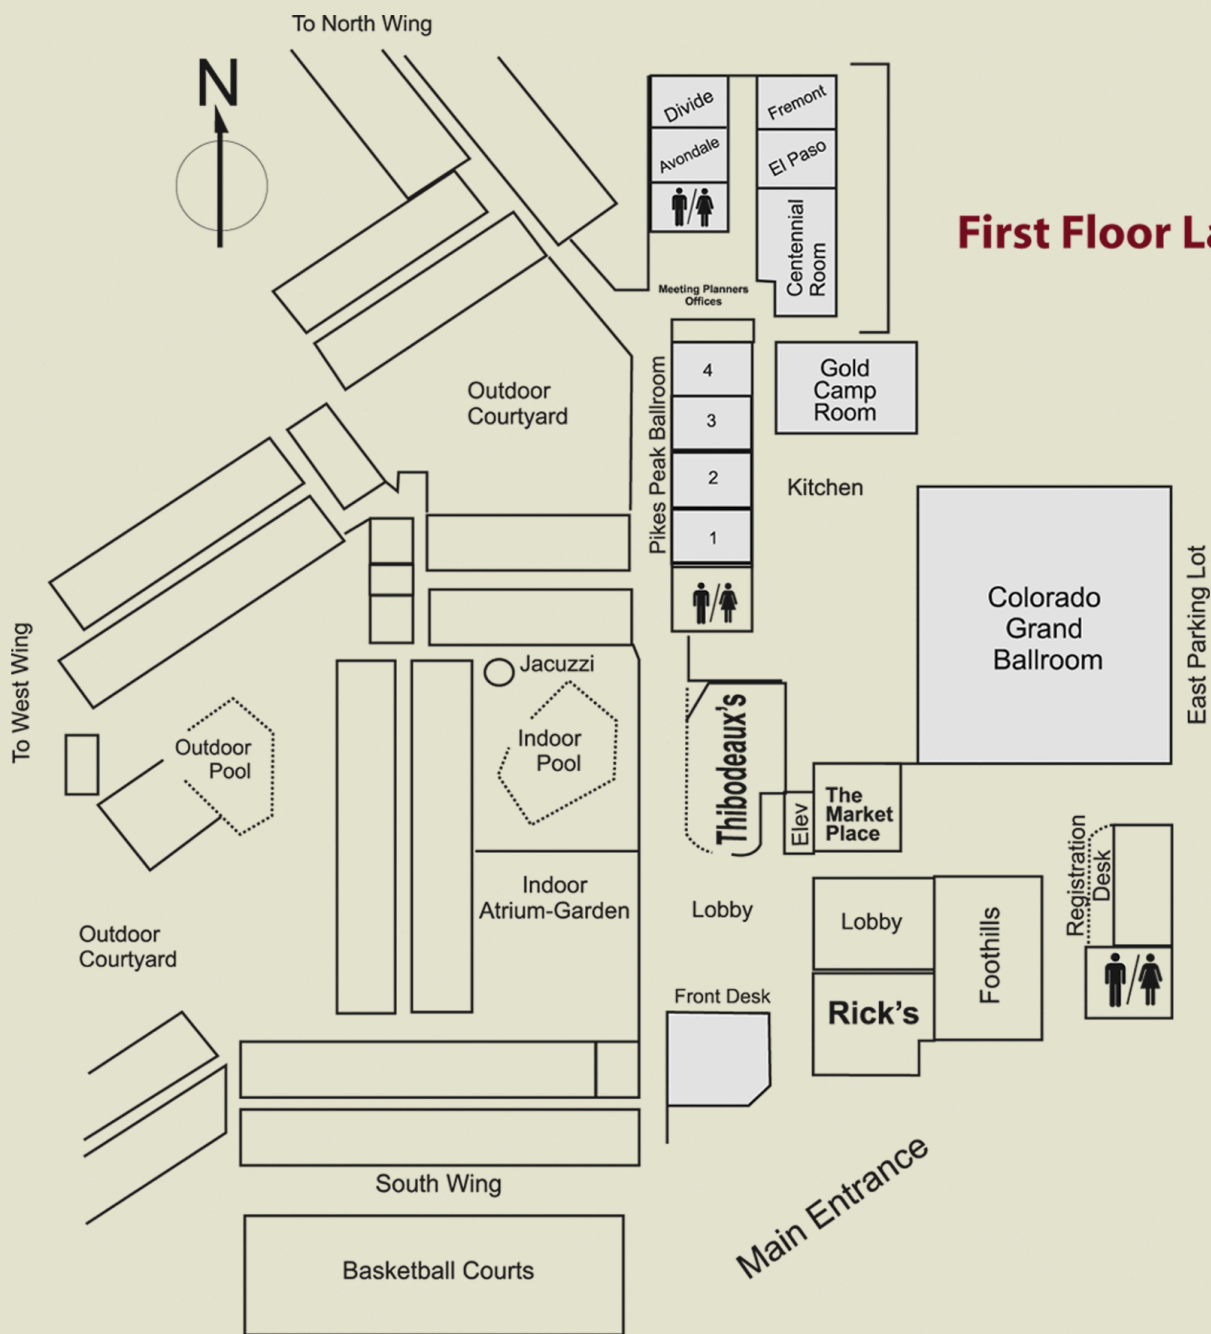 To North Wing
N
Divide
Fremont
Avondale
El Paso
Centennial
Room
First Floor La
Meeting Planners
Offices
Pikes Peak Ballroom
4
3
2
1
Gold
Camp
Room
Outdoor
Courtyard
Kitchen
Colorado
Grand
Ballroom
East Parking Lot
To West Wing
Jacuzzi
Indoor
Pool
Outdoor
Pool
Thibodeaux's
Elev
The
Market
Place
Registration
Desk
Indoor
Atrium-Garden
Lobby
Lobby
Foothills
Outdoor
Courtyard
Front Desk
Rick's
South Wing
Main Entrance
Basketball Courts